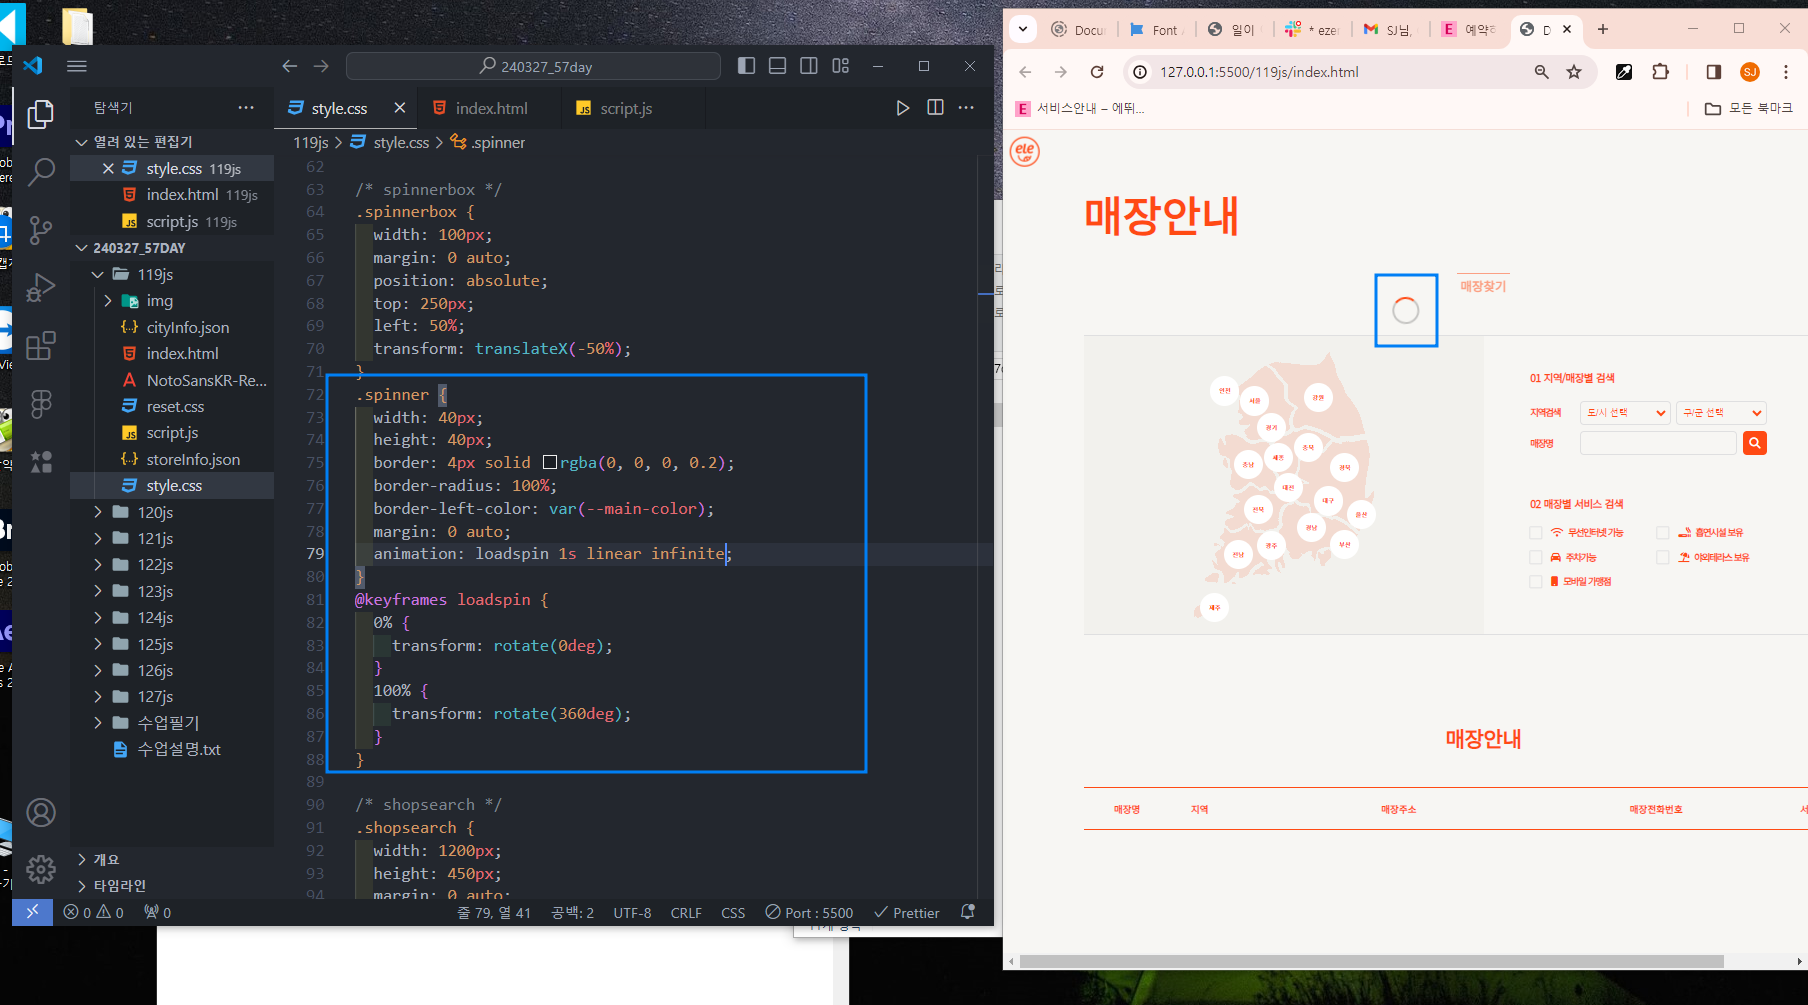 240327_57day
탐색기
열려 있는 편집기
style.css 119js
index.html 119js
script.js 119js
240327_57DAY
119js
img
cityInfo.json
index.html
NotoSansKR-Re...
reset.css
script.js
storeInfo.json
style.css
120js
121js
122js
123js
124js
125js
126js
127js
수업필기
수업설명.txt
개요
타임라인
style.css
index.html
script.js
119js > style.css > .spinner
62
63 /* spinnerbox */
64 .spinnerbox {
65 width: 100px;
66 margin: 0 auto;
67 position: absolute;
68 top: 250px;
69 left: 50%;
70 transform: translateX(-50%);
71 }
72 .spinner {
73 width: 40px;
74 height: 40px;
75 border: 4px solid rgba(0, 0, 0, 0.2);
76 border-radius: 100%;
77 border-left-color: var(--main-color);
78 margin: 0 auto;
79 animation: loadspin 1s linear infinite;
80 }
81 @keyframes loadspin {
82 0% {
83 transform: rotate(0deg);
84 }
85 100% {
86 transform: rotate(360deg);
87 }
88 }
89
90 /* shopsearch */
91 .shopsearch {
92 width: 1200px;
93 height: 450px;
94 margin: 0 auto;
0 0 0
줄 79, 열 41 공백: 2 UTF-8 CRLF CSS Port : 5500 Prettier
Docu
Font
일이
* ezer
SJ님,
예약하
D
127.0.0.1:5500/119js/index.html
SJ
서비스안내 – 에뛰...
모든 북마크
ele
매장안내
매장찾기
인천
서울
강원
경기
충북
충남
세종
경북
대전
대구
전북
울산
경남
부산
광주
전남
제주
01 지역/매장별 검색
지역검색 도/시 선택 구/군 선택
매장명
02 매장별 서비스 검색
무선인터넷 가능 흡연시설 보유
주차가능 야외테라스 보유
모바일 가맹점
매장안내
매장명 지역 매장주소 매장전화번호 서